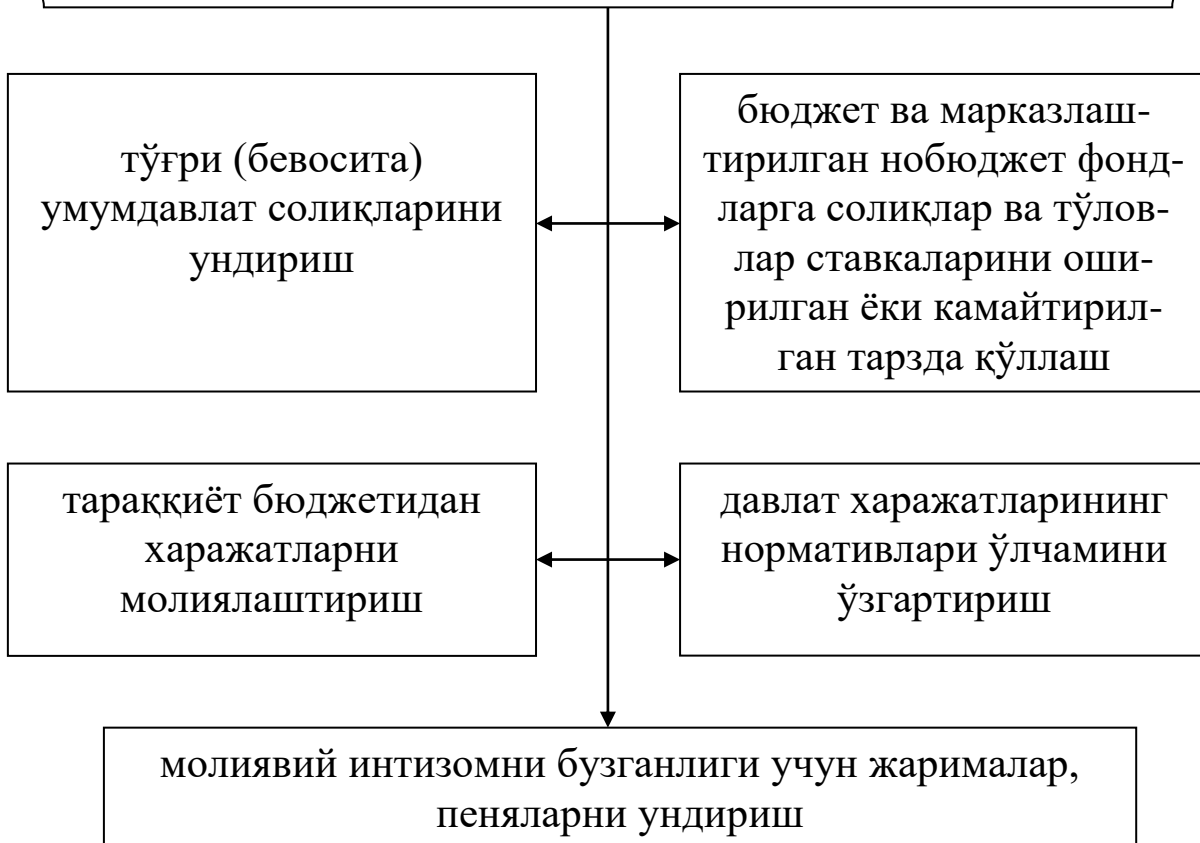 тўғри (бевосита)
умумдавлат солиқларини
ундириш
бюджет ва марказлаш-
тирилган нобюджет фонд-
ларга солиқлар ва тўлов-
лар ставкаларини оши-
рилган ёки камайтирил-
ган тарзда қўллаш
тараққиёт бюджетидан
харажатларни
молиялаштириш
давлат харажатларининг
нормативлари ўлчамини
ўзгартириш
молиявий интизомни бузганлиги учун жарималар,
пеняларни ундириш